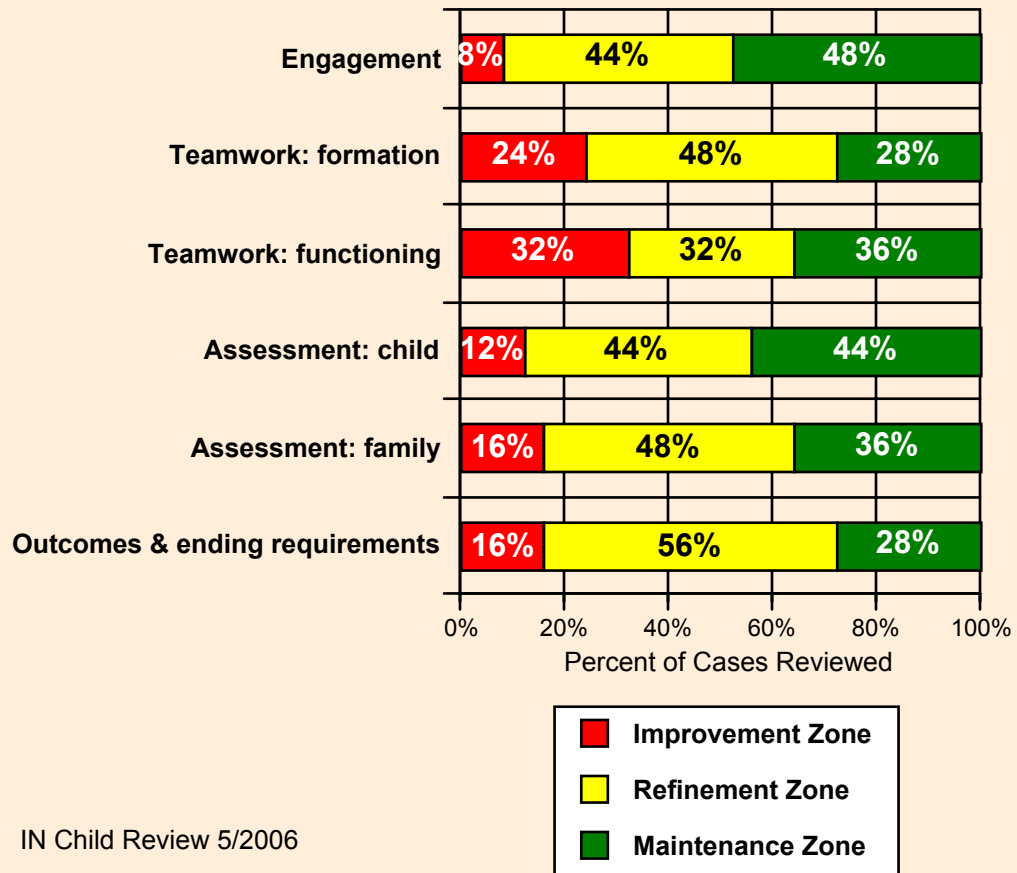 Engagement
8% 44% 48%
Teamwork: formation
24% 48% 28%
Teamwork: functioning
32% 32% 36%
Assessment: child
12% 44% 44%
Assessment: family
16% 48% 36%
Outcomes & ending requirements
16% 56% 28%
0% 20% 40% 60% 80% 100%
Percent of Cases Reviewed
Improvement Zone
Refinement Zone
Maintenance Zone
IN Child Review 5/2006